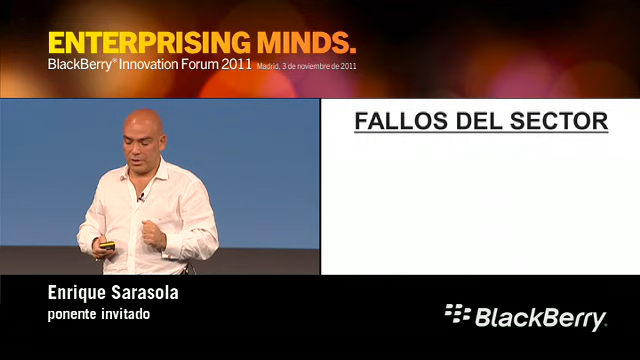 ENTERPRISING MINDS.
BlackBerry® Innovation Forum 2011 Madrid, 3 de noviembre de 2011
FALLOS DEL SECTOR
Enrique Sarasola
ponente invitado
BlackBerry®